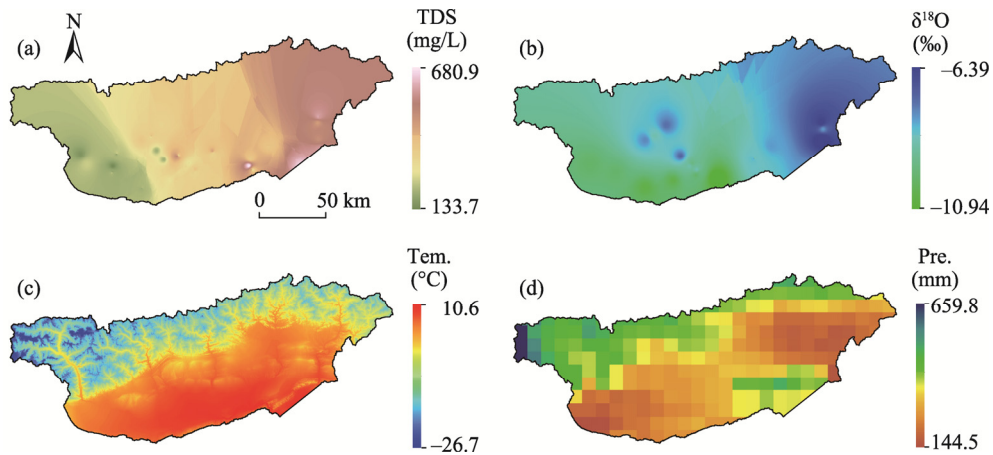 (a)
N
TDS
(mg/L)
680.9
133.7
0 50 km
(b)
δ¹⁸O
(‰)
−6.39
−10.94
(c)
Tem.
(°C)
10.6
−26.7
(d)
Pre.
(mm)
659.8
144.5